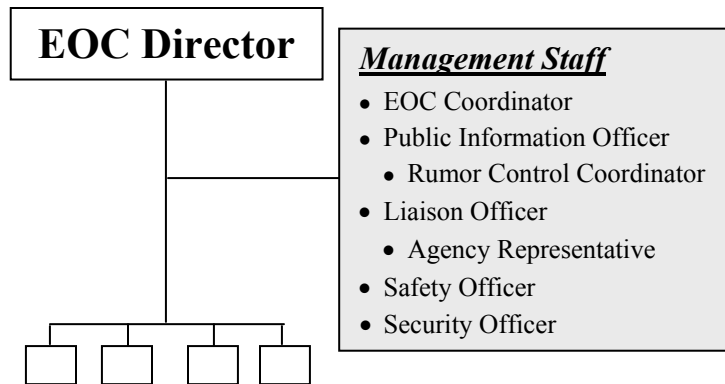 EOC Director
Management Staff
• EOC Coordinator
• Public Information Officer
• Rumor Control Coordinator
• Liaison Officer
• Agency Representative
• Safety Officer
• Security Officer